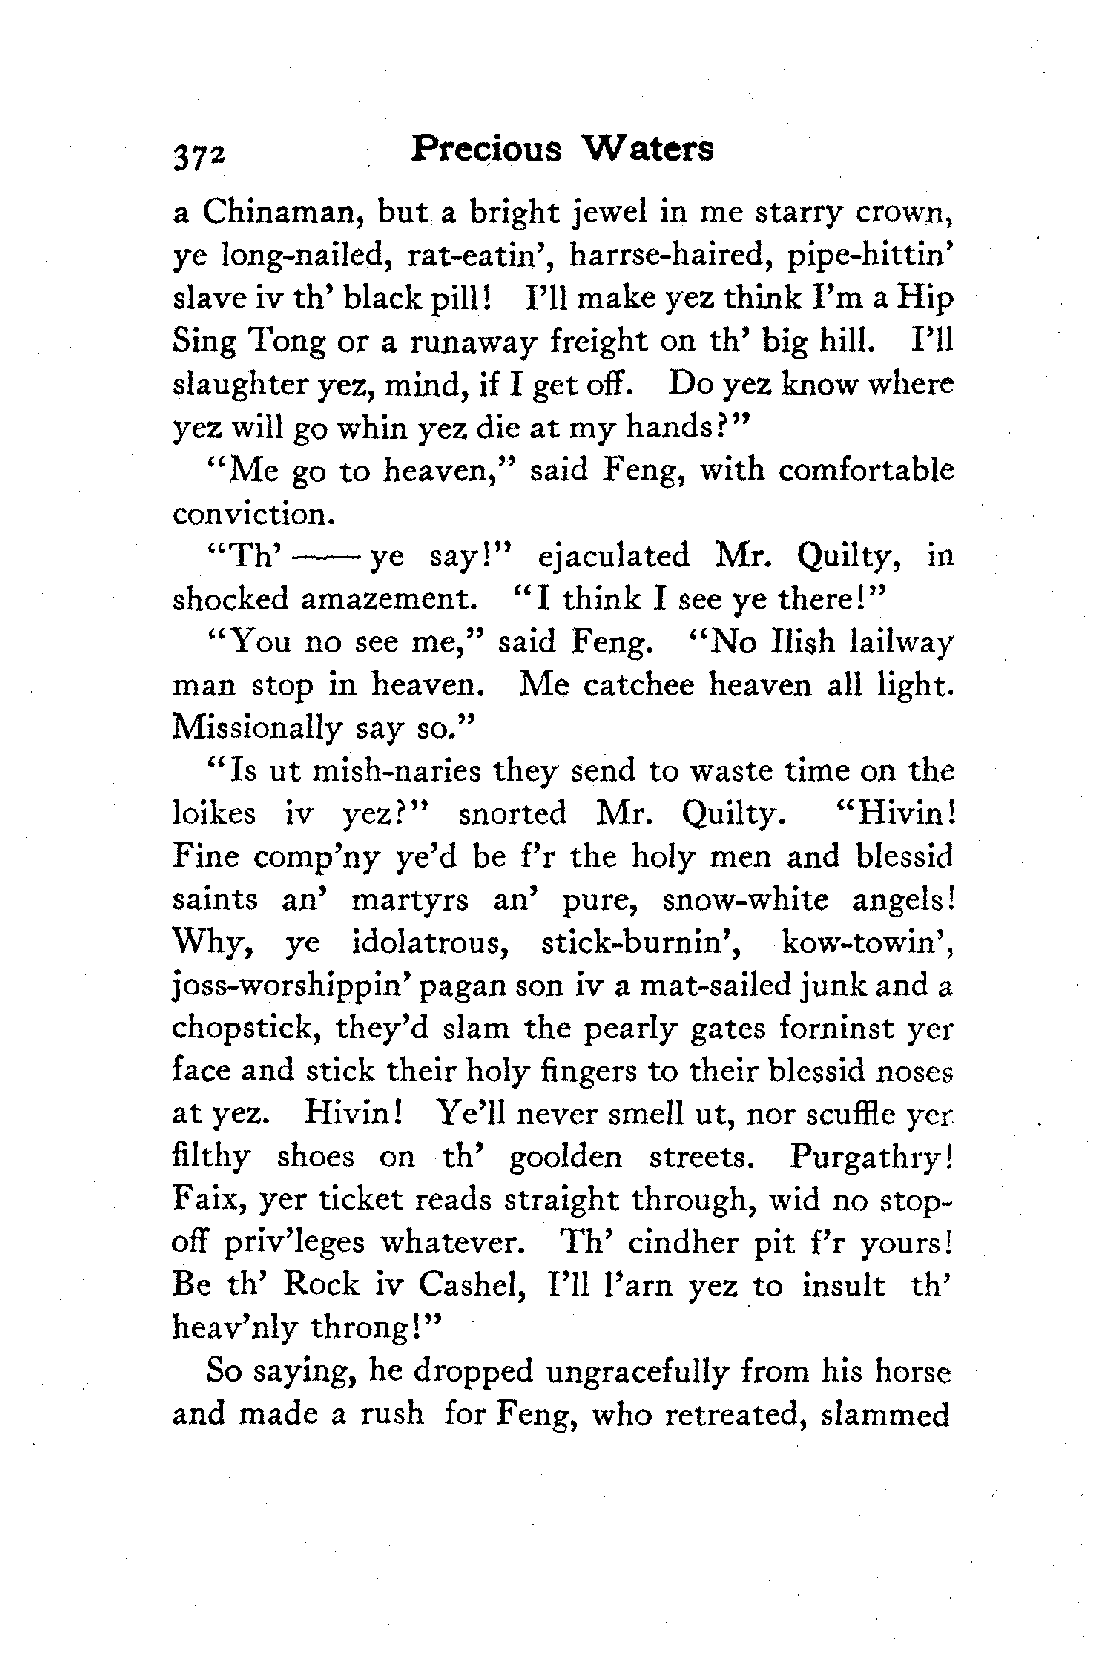 372 Precious Waters
a Chinaman, but a bright jewel in me starry crown,
ye long-nailed, rat-eatin', harrse-haired, pipe-hittin'
slave iv th' black pill! I'll make yez think I'm a Hip
Sing Tong or a runaway freight on th' big hill. I'll
slaughter yez, mind, if I get off. Do yez know where
yez will go whin yez die at my hands?"
"Me go to heaven," said Feng, with comfortable
conviction.
"Th' —— ye say!" ejaculated Mr. Quilty, in
shocked amazement. "I think I see ye there!"
"You no see me," said Feng. "No Ilish lailway
man stop in heaven. Me catchee heaven all light.
Missionally say so."
"Is ut mish-naries they send to waste time on the
loikes iv yez?" snorted Mr. Quilty. "Hivin!
Fine comp'ny ye'd be f'r the holy men and blessid
saints an' martyrs an' pure, snow-white angels!
Why, ye idolatrous, stick-burnin', kow-towin',
joss-worshippin' pagan son iv a mat-sailed junk and a
chopstick, they'd slam the pearly gates forninst yer
face and stick their holy fingers to their blessid noses
at yez. Hivin! Ye'll never smell ut, nor scuffle yer
filthy shoes on th' goolden streets. Purgathry!
Faix, yer ticket reads straight through, wid no stop-
off priv'leges whatever. Th' cindher pit f'r yours!
Be th' Rock iv Cashel, I'll l'arn yez to insult th'
heav'nly throng!"
So saying, he dropped ungracefully from his horse
and made a rush for Feng, who retreated, slammed